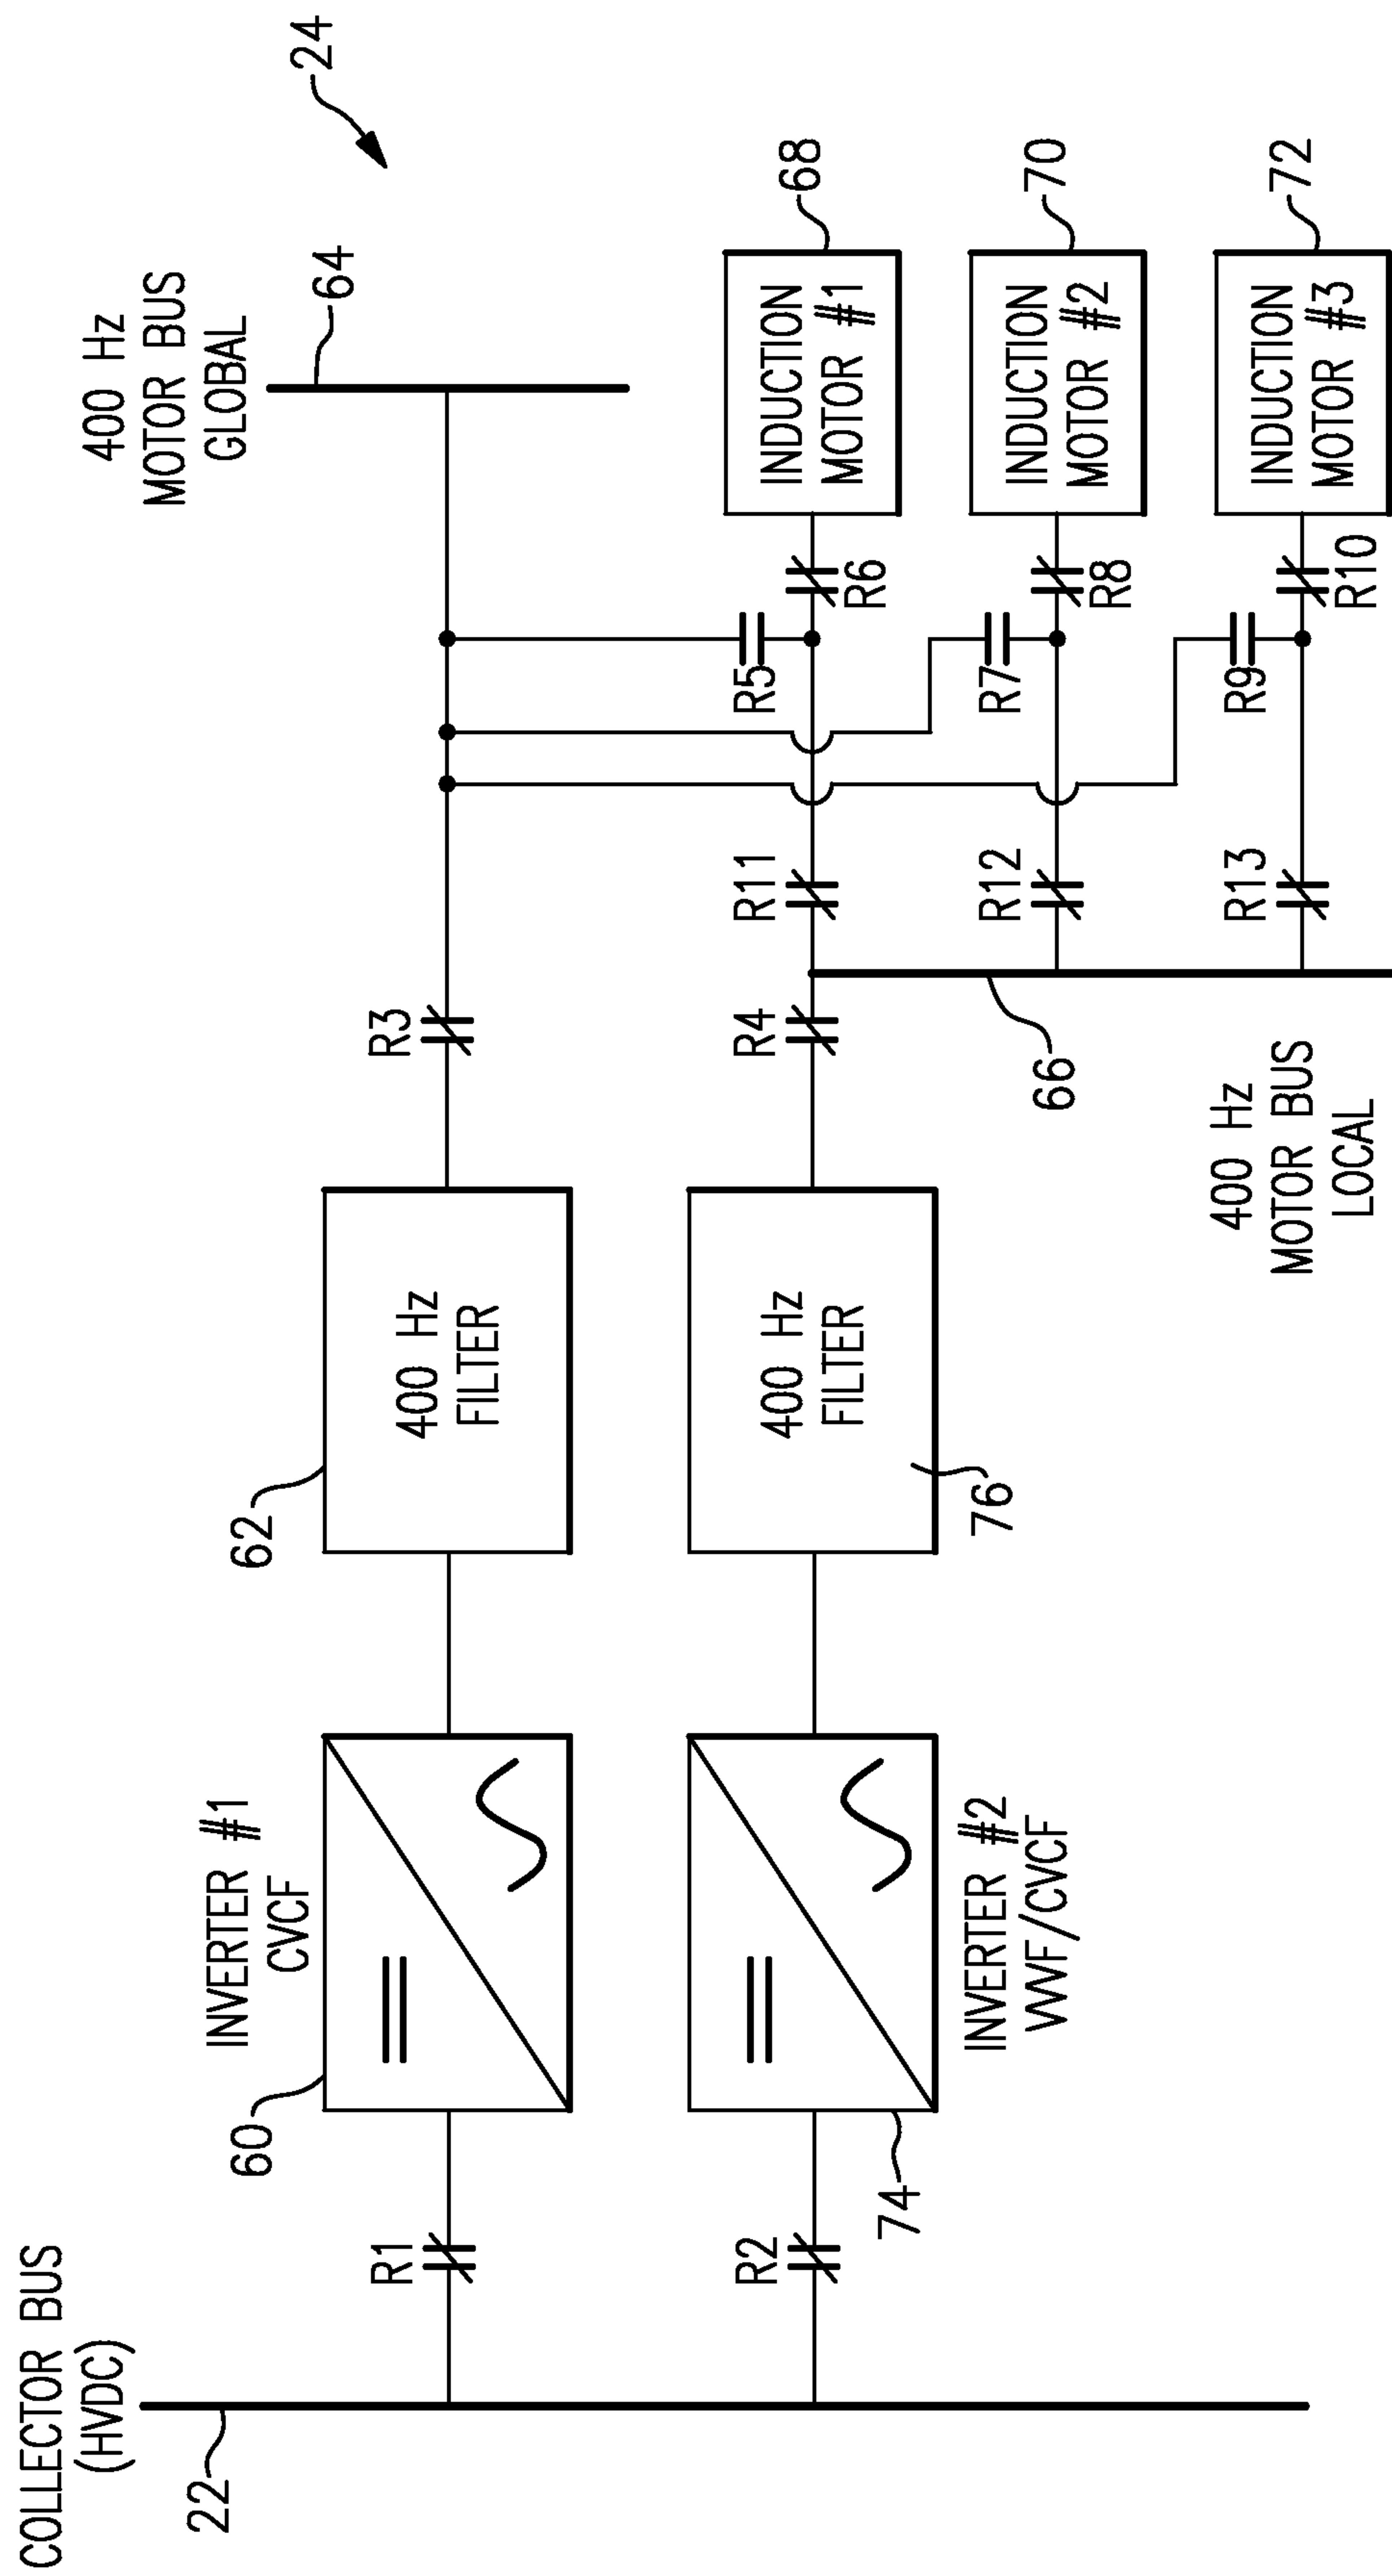 24
COLLECTOR BUS
(HVDC)
22
R1
60
INVERTER #1
CVCF
62
400 Hz
FILTER
R3
400 Hz
MOTOR BUS
GLOBAL
64
R2
74
INVERTER #2
VVVF/CVCF
76
400 Hz
FILTER
R4
66
400 Hz
MOTOR BUS
LOCAL
R11
R5
R6
INDUCTION
MOTOR #1
68
R12
R7
R8
INDUCTION
MOTOR #2
70
R13
R9
R10
INDUCTION
MOTOR #3
72